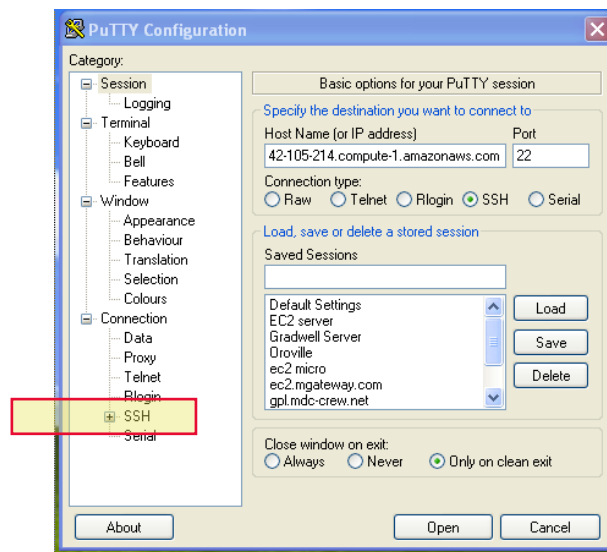 PuTTY Configuration
Category:
Session
Logging
Terminal
Keyboard
Bell
Features
Window
Appearance
Behaviour
Translation
Selection
Colours
Connection
Data
Proxy
Telnet
Rlogin
SSH
Serial
Basic options for your PuTTY session
Specify the destination you want to connect to
Host Name (or IP address) Port
42-105-214.compute-1.amazonaws.com 22
Connection type:
Raw Telnet Rlogin SSH Serial
Load, save or delete a stored session
Saved Sessions
Default Settings
EC2 server
Gradwell Server
Oroville
ec2 micro
ec2.mgateway.com
gpl.mdc-crew.net
Load
Save
Delete
Close window on exit:
Always Never Only on clean exit
About Open Cancel